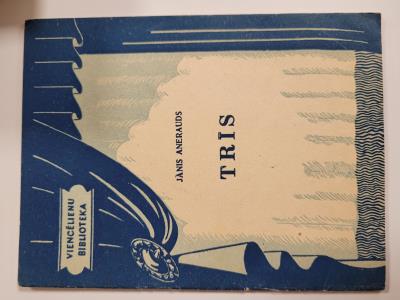 JĀNIS ANERAUDS
TRĪS
VIENCĒLIENU
BIBLIOTEKA